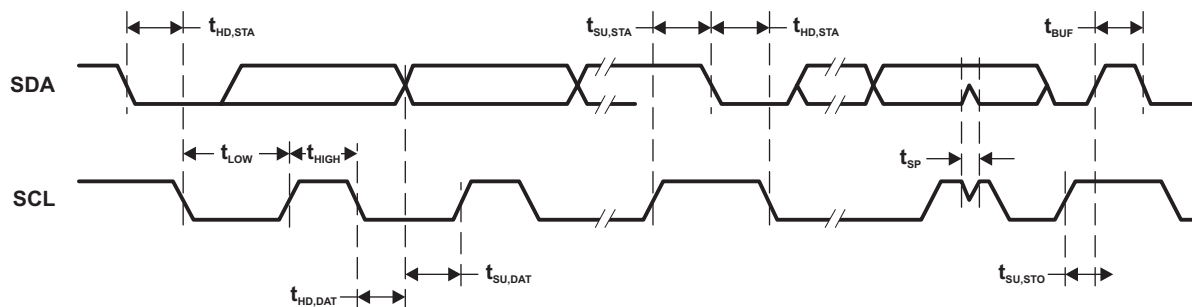 tHD,STA
tSU,STA
tHD,STA
tBUF
SDA
tLOW
tHIGH
tSP
SCL
tSU,DAT
tSU,STO
tHD,DAT